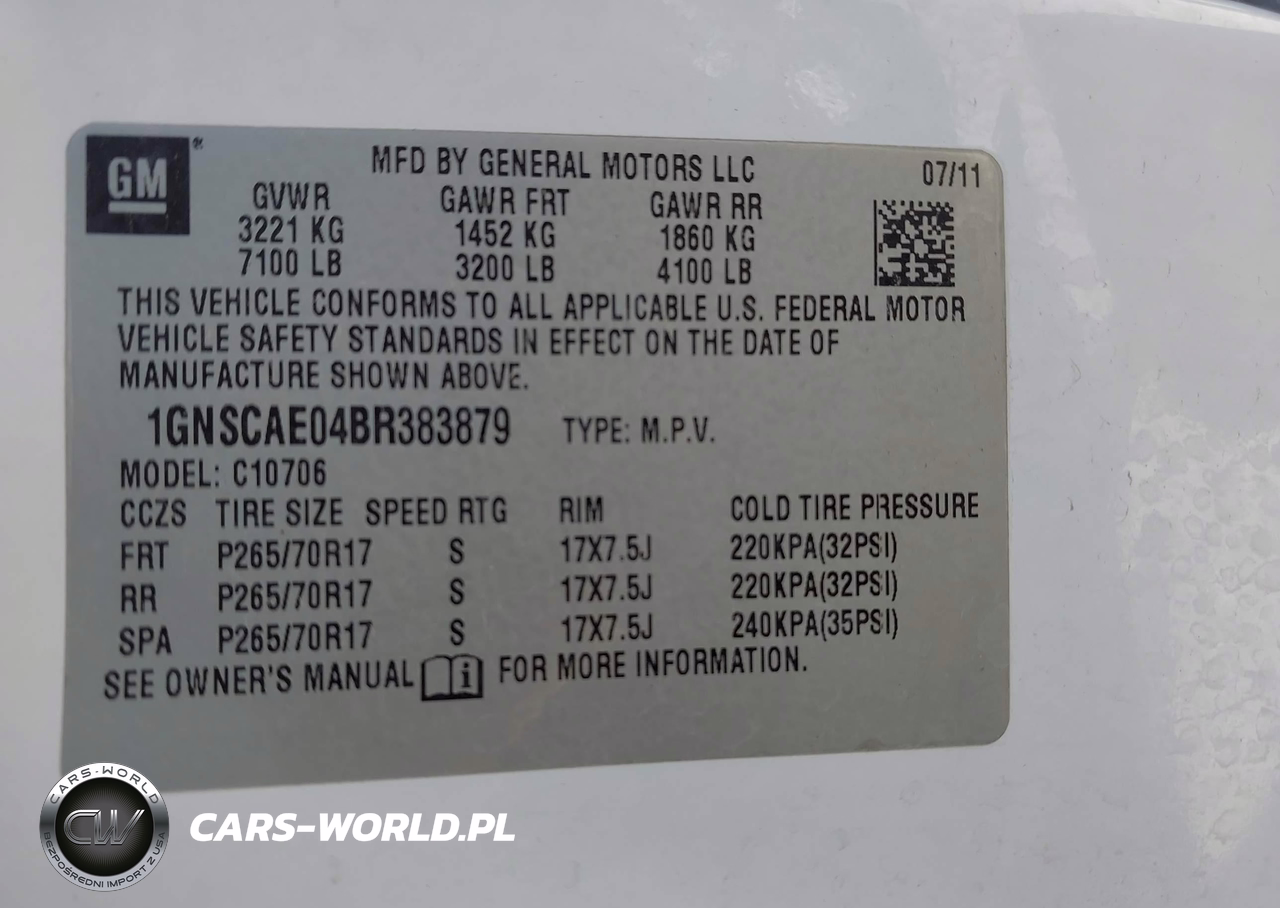 GM® MFD BY GENERAL MOTORS LLC 07/11
GVWR GAWR FRT GAWR RR
3221 KG 1452 KG 1860 KG
7100 LB 3200 LB 4100 LB
THIS VEHICLE CONFORMS TO ALL APPLICABLE U.S. FEDERAL MOTOR
VEHICLE SAFETY STANDARDS IN EFFECT ON THE DATE OF
MANUFACTURE SHOWN ABOVE.
1GNSCAE04BR383879 TYPE: M.P.V.
MODEL: C10706
CCZS TIRE SIZE SPEED RTG RIM COLD TIRE PRESSURE
FRT P265/70R17 S 17X7.5J 220KPA(32PSI)
RR P265/70R17 S 17X7.5J 220KPA(32PSI)
SPA P265/70R17 S 17X7.5J 240KPA(35PSI)
SEE OWNER'S MANUAL i FOR MORE INFORMATION.
CARS-WORLD
CW
BEZPOŚREDNI IMPORT Z USA
CARS-WORLD.PL